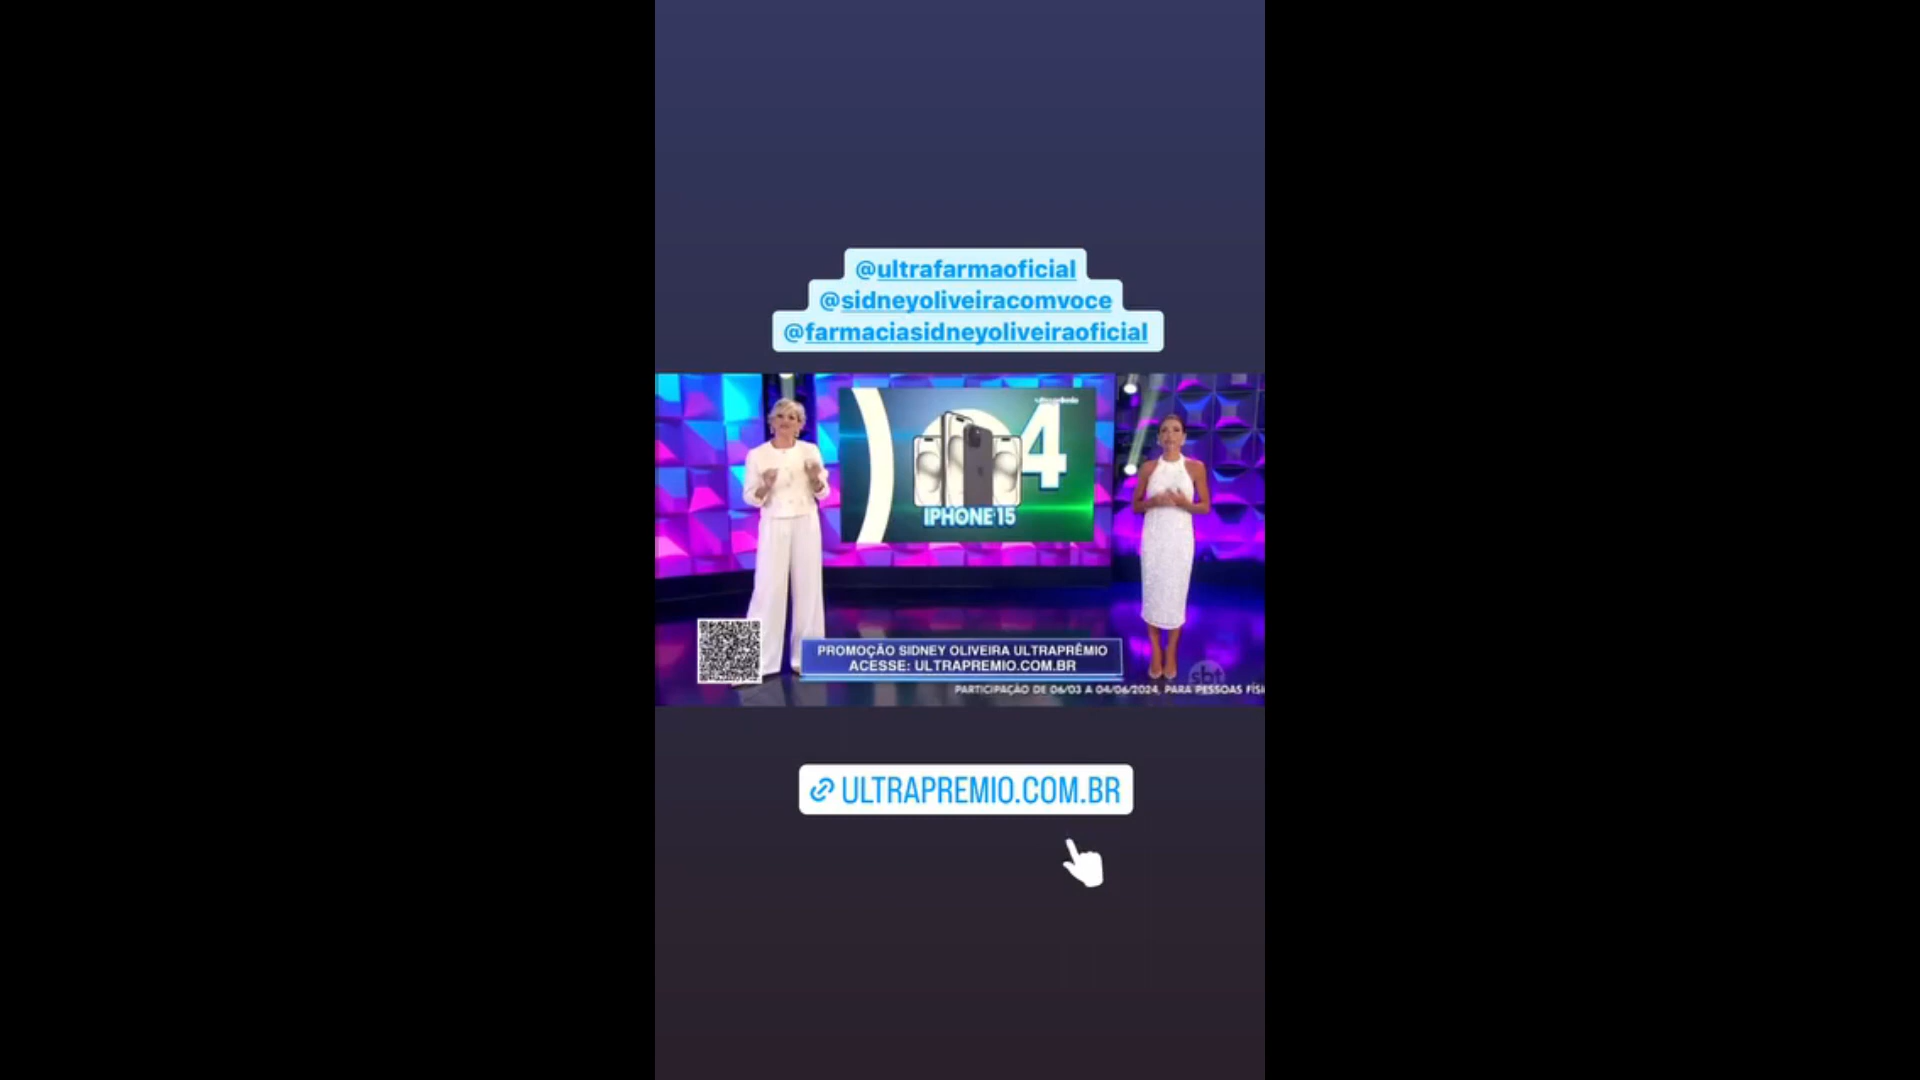 @ultrafarmaoficial
@sidneyoliveiracomvoce
@farmaciasidneyoliveiraoficial
4
IPHONE 15
PROMOÇÃO SIDNEY OLIVEIRA ULTRAPRÊMIO
ACESSE: ULTRAPREMIO.COM.BR
sbt
PARTICIPAÇÃO DE 06/03 A 04/06/2024, PARA PESSOAS FÍSI
ULTRAPREMIO.COM.BR